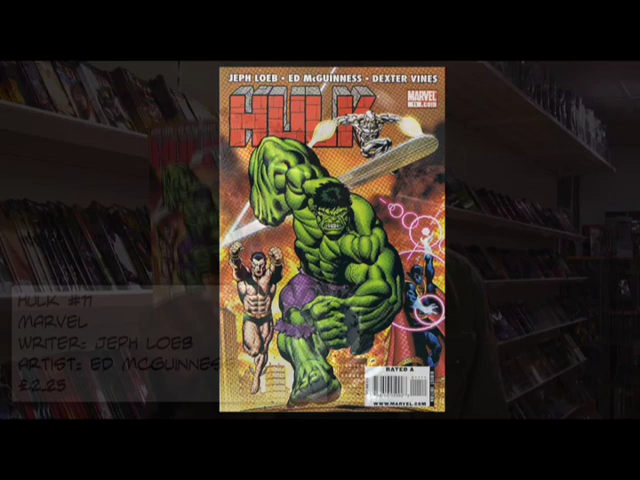 JEPH LOEB • ED McGUINNESS • DEXTER VINES
HULK
MARVEL
11
RATED A
WWW.MARVEL.COM
HULK #11
MARVEL
WRITER: JEPH LOEB
ARTIST: ED MCGUINNESS
£2.25